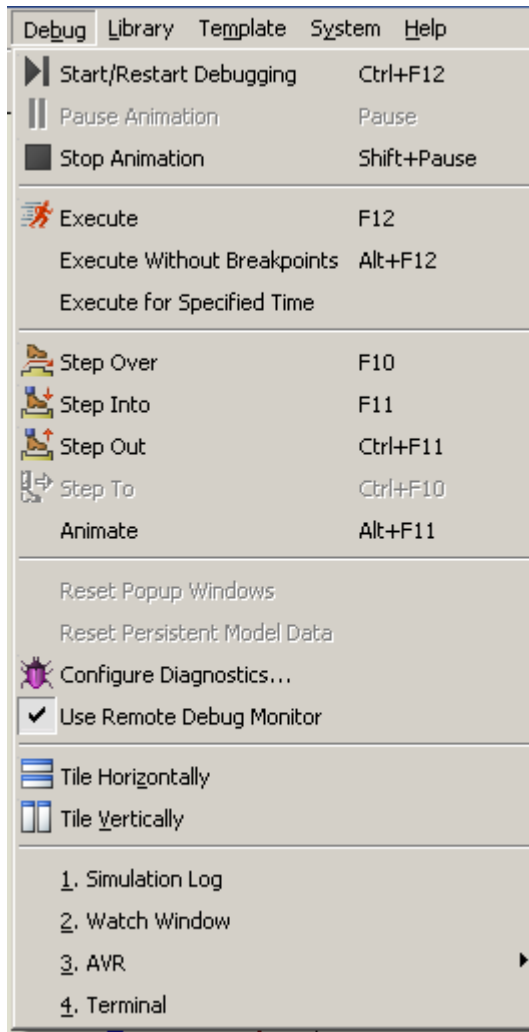 Debug Library Template System Help
Start/Restart Debugging Ctrl+F12
Pause Animation Pause
Stop Animation Shift+Pause
Execute F12
Execute Without Breakpoints Alt+F12
Execute for Specified Time
Step Over F10
Step Into F11
Step Out Ctrl+F11
Step To Ctrl+F10
Animate Alt+F11
Reset Popup Windows
Reset Persistent Model Data
Configure Diagnostics...
Use Remote Debug Monitor
Tile Horizontally
Tile Vertically
1. Simulation Log
2. Watch Window
3. AVR
4. Terminal